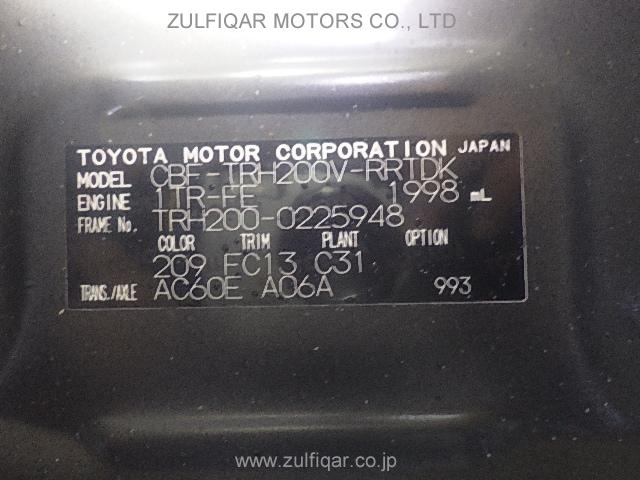 ZULFIQAR MOTORS CO., LTD
TOYOTA MOTOR CORPORATION JAPAN
MODEL CBF-TRH200V-RRTDK
ENGINE 1TR-FE 1998 mL
FRAME No. TRH200-0225948
COLOR TRIM PLANT OPTION
209 FC13 C31
TRANS./AXLE AC60E A06A 993
www.zulfiqar.co.jp